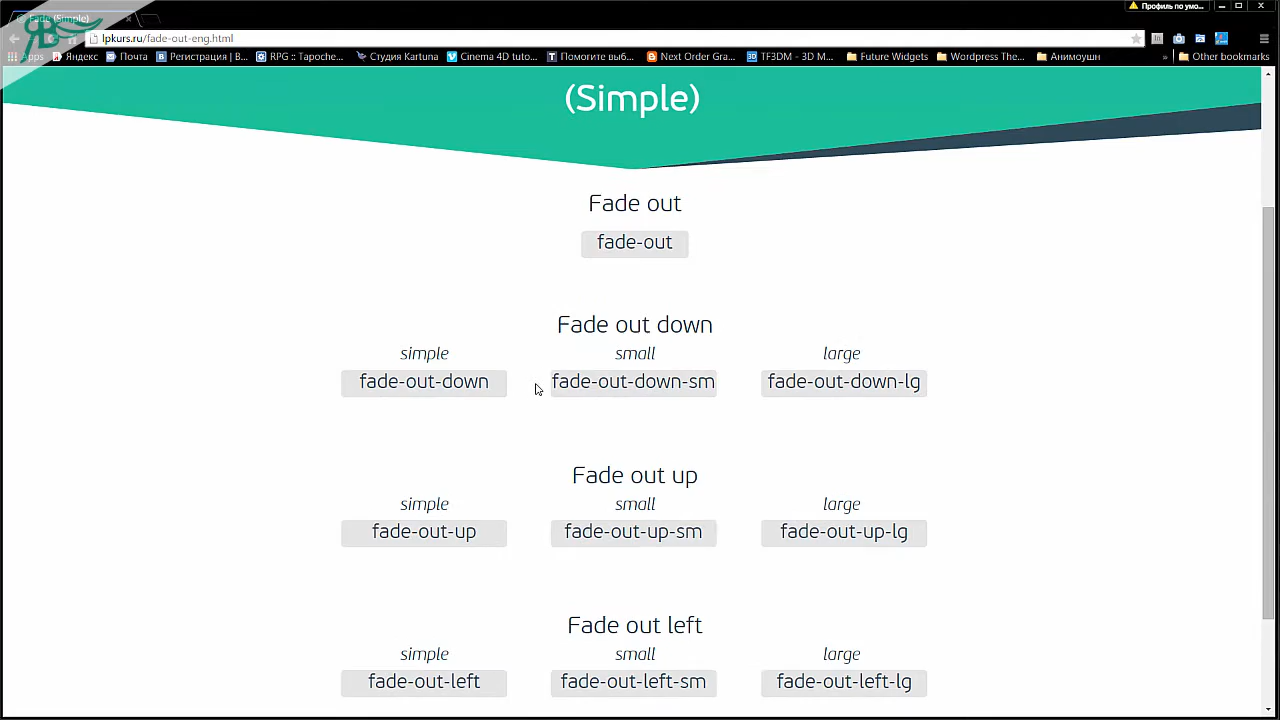 Fade (Simple)
Профиль по умо...
lpkurs.ru/fade-out-eng.html
Apps Яндекс Почта Регистрация | В... RPG :: Tapoche... Студия Kartuna Cinema 4D tuto... Помогите выб... Next Order Gra... TF3DM - 3D M... Future Widgets Wordpress The... Анимоушн » Other bookmarks
(Simple)
Fade out
fade-out
Fade out down
simple small large
fade-out-down fade-out-down-sm fade-out-down-lg
Fade out up
simple small large
fade-out-up fade-out-up-sm fade-out-up-lg
Fade out left
simple small large
fade-out-left fade-out-left-sm fade-out-left-lg